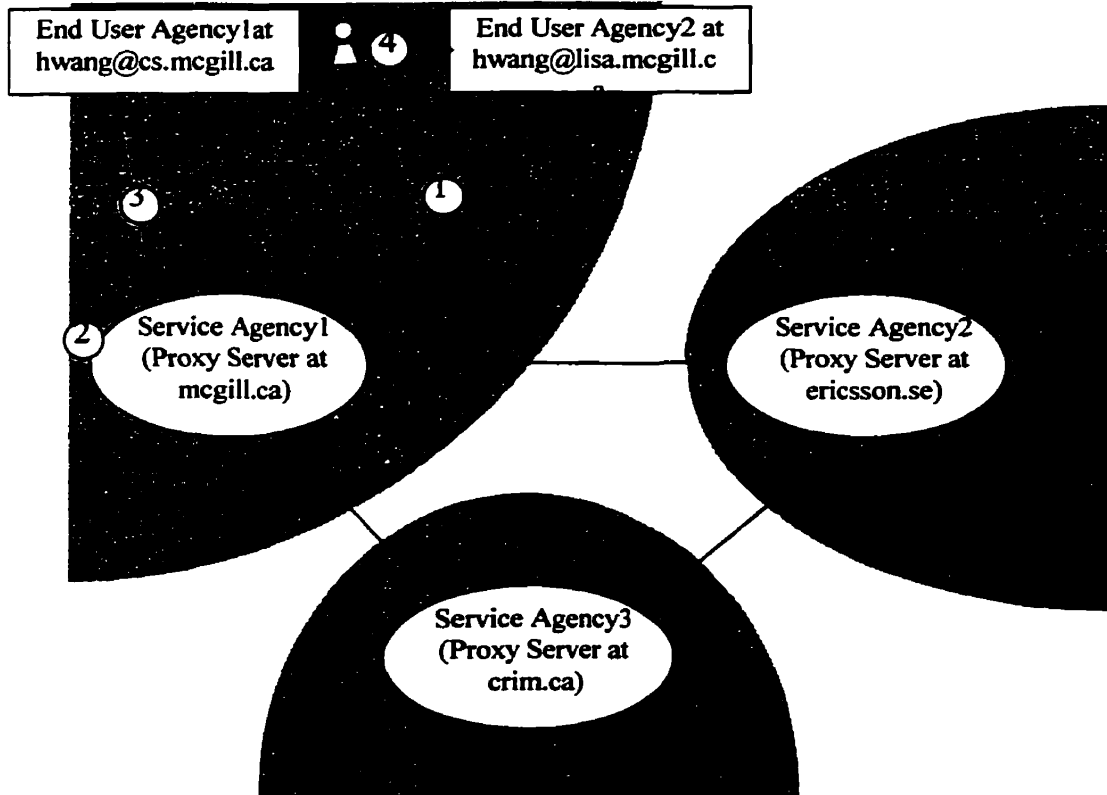 End User Agency1at
hwang@cs.mcgill.ca
4
End User Agency2 at
hwang@lisa.mcgill.c
a
3
1
2
Service Agency1
(Proxy Server at
mcgill.ca)
Service Agency2
(Proxy Server at
ericsson.se)
Service Agency3
(Proxy Server at
crim.ca)